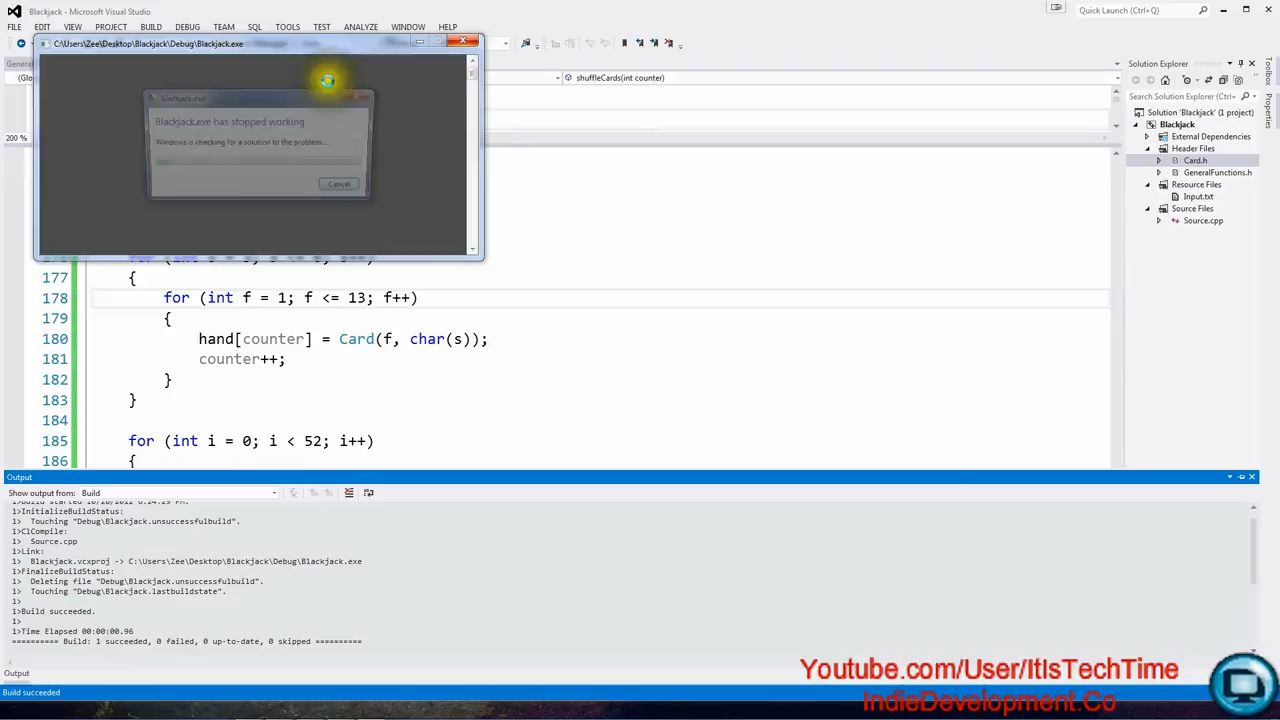 Blackjack - Microsoft Visual Studio
Quick Launch (Ctrl+Q)
FILE EDIT VIEW PROJECT BUILD DEBUG TEAM SQL TOOLS TEST ANALYZE WINDOW HELP
C:\Users\Zee\Desktop\Blackjack\Debug\Blackjack.exe
shuffleCards(int counter)
Blackjack.exe
Blackjack.exe has stopped working
Windows is checking for a solution to the problem...
Cancel
200 %
Solution Explorer
Search Solution Explorer (Ctrl+
Solution 'Blackjack' (1 project)
Blackjack
External Dependencies
Header Files
Card.h
GeneralFunctions.h
Resource Files
Input.txt
Source Files
Source.cpp
Toolbox
Properties
177 {
178 for (int f = 1; f <= 13; f++)
179 {
180 hand[counter] = Card(f, char(s));
181 counter++;
182 }
183 }
184
185 for (int i = 0; i < 52; i++)
186 {
Output
Show output from: Build
1>InitializeBuildStatus:
1> Touching "Debug\Blackjack.unsuccessfulbuild".
1>ClCompile:
1> Source.cpp
1>Link:
1> Blackjack.vcxproj -> C:\Users\Zee\Desktop\Blackjack\Debug\Blackjack.exe
1>FinalizeBuildStatus:
1> Deleting file "Debug\Blackjack.unsuccessfulbuild".
1> Touching "Debug\Blackjack.lastbuildstate".
1>
1>Build succeeded.
1>
1>Time Elapsed 00:00:00.96
========== Build: 1 succeeded, 0 failed, 0 up-to-date, 0 skipped ==========
Output
Build succeeded
Youtube.com/User/ItIsTechTime
IndieDevelopment.Co